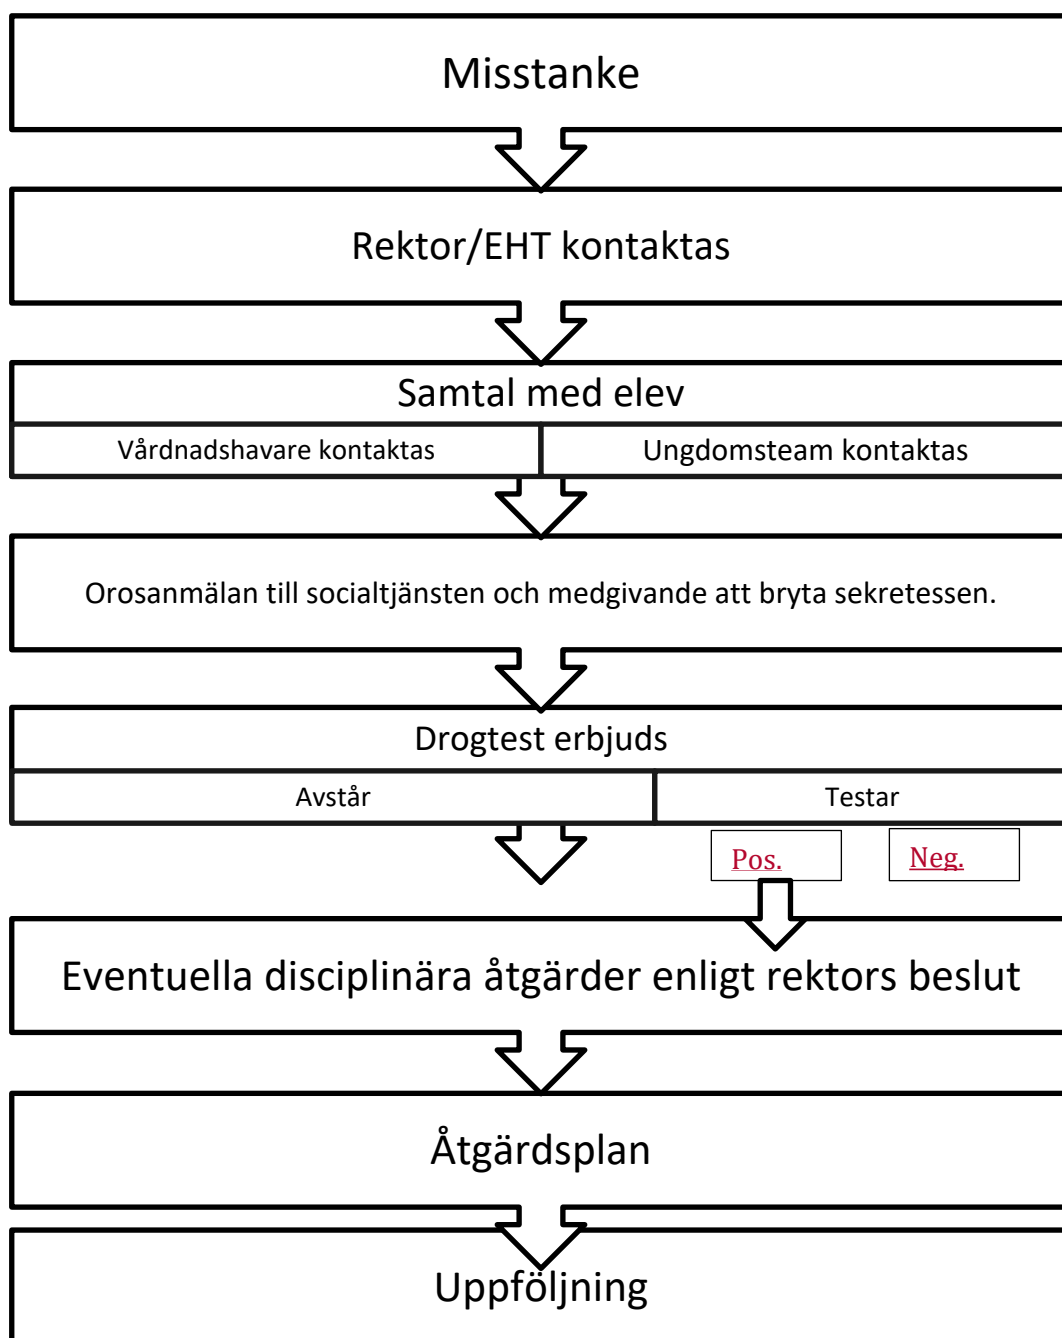 Misstanke
Rektor/EHT kontaktas
Samtal med elev
Vårdnadshavare kontaktas
Ungdomsteam kontaktas
Orosanmälan till socialtjänsten och medgivande att bryta sekretessen.
Drogtest erbjuds
Avstår
Testar
Pos.
Neg.
Eventuella disciplinära åtgärder enligt rektors beslut
Åtgärdsplan
Uppföljning